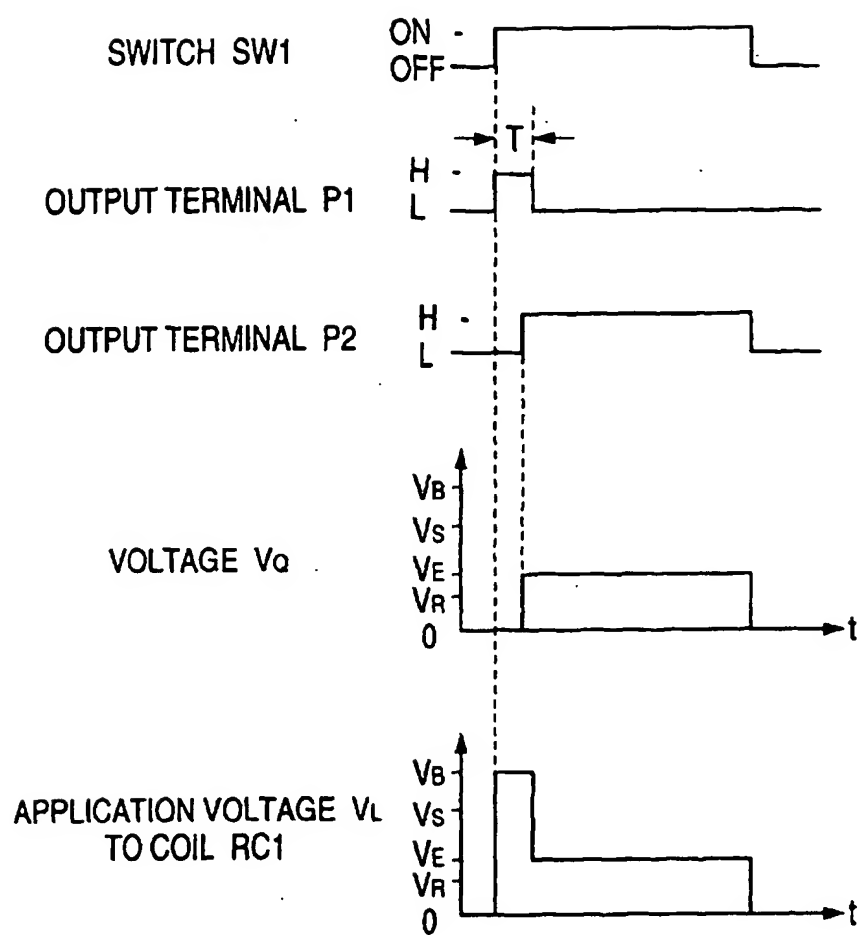 SWITCH SW1
ON
OFF
T
OUTPUT TERMINAL P1
H
L
OUTPUT TERMINAL P2
H
L
VOLTAGE VQ
VB
VS
VE
VR
0
t
APPLICATION VOLTAGE VL
TO COIL RC1
VB
VS
VE
VR
0
t